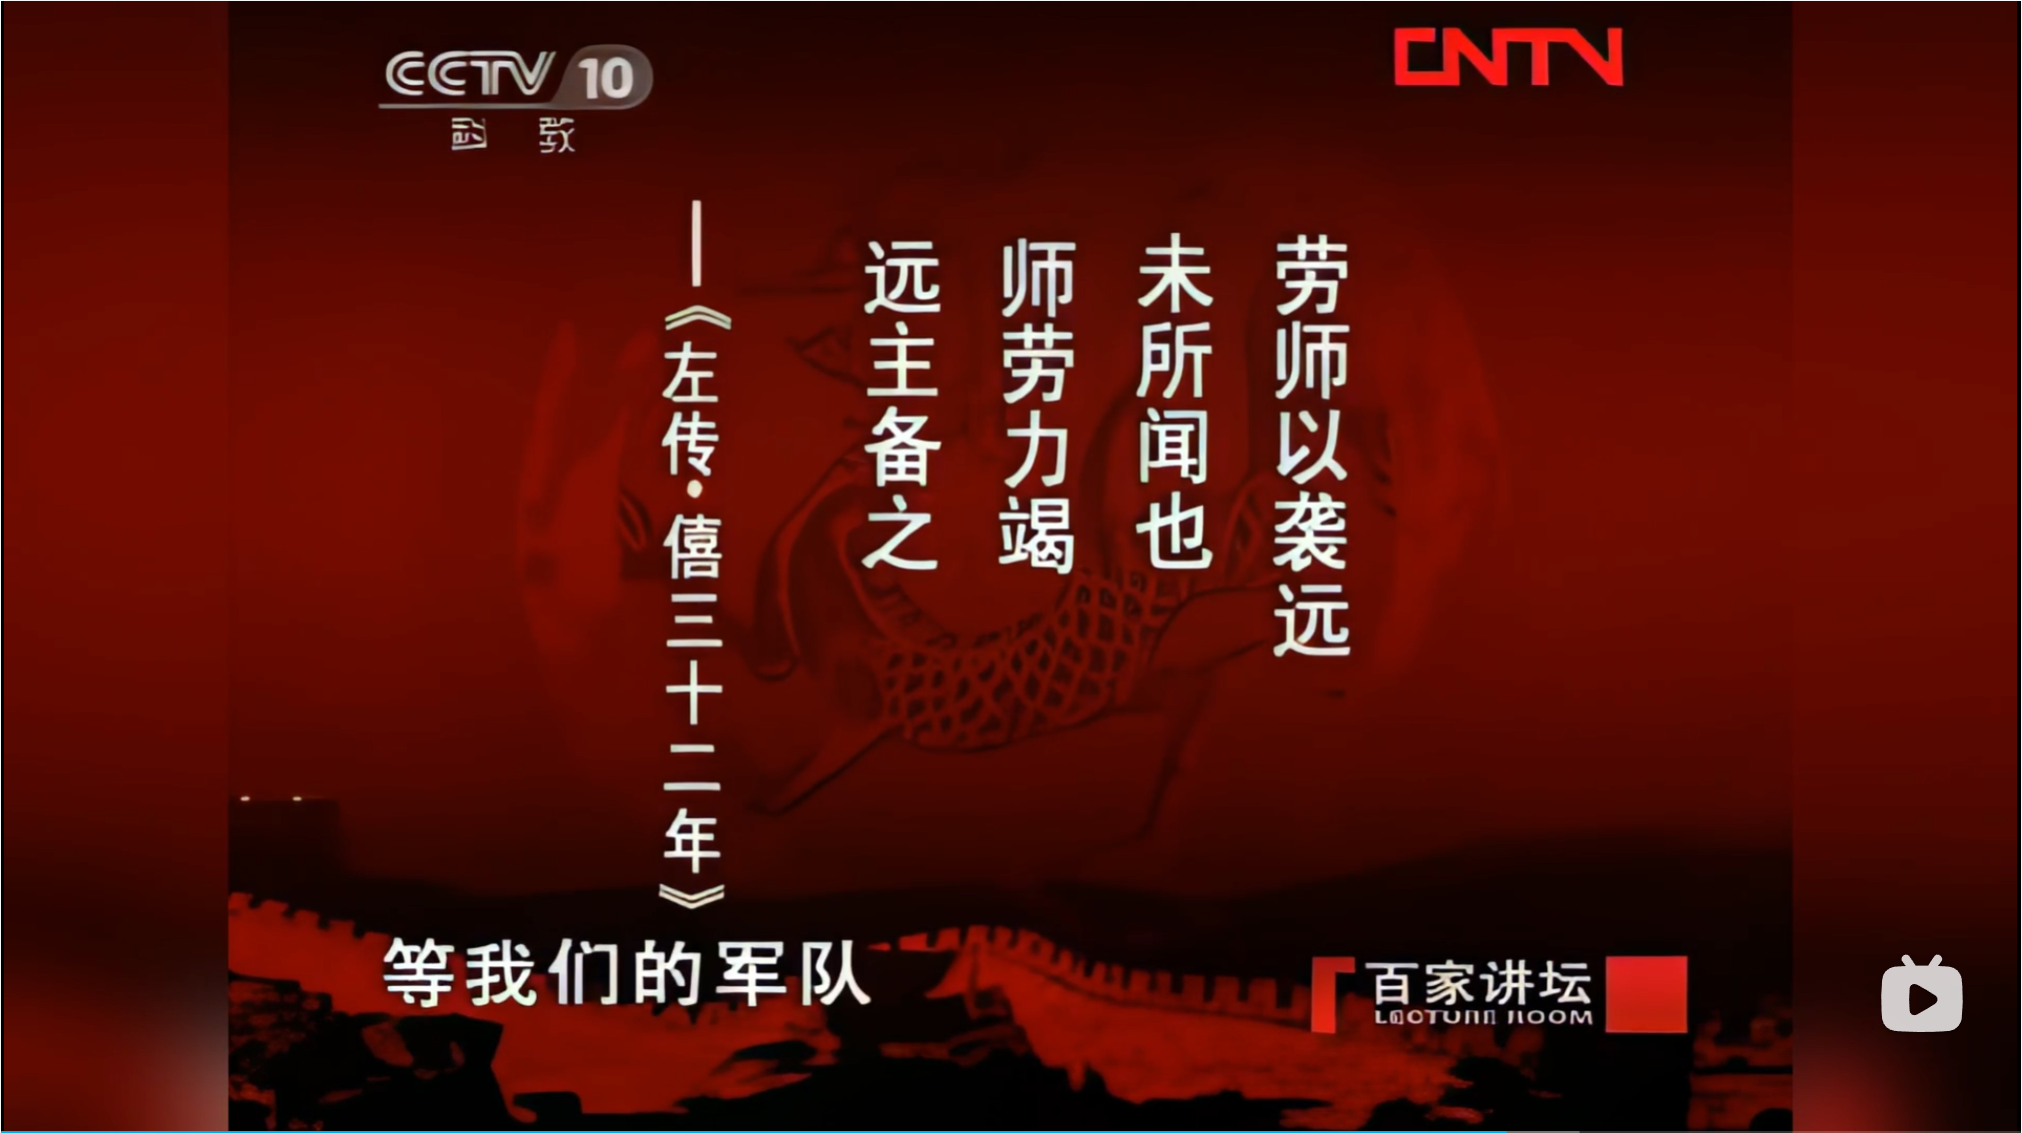 CCTV 10
CNTV
劳师以袭远
未所闻也
师劳力竭
远主备之
—《左传·僖三十二年》
等我们的军队
百家讲坛